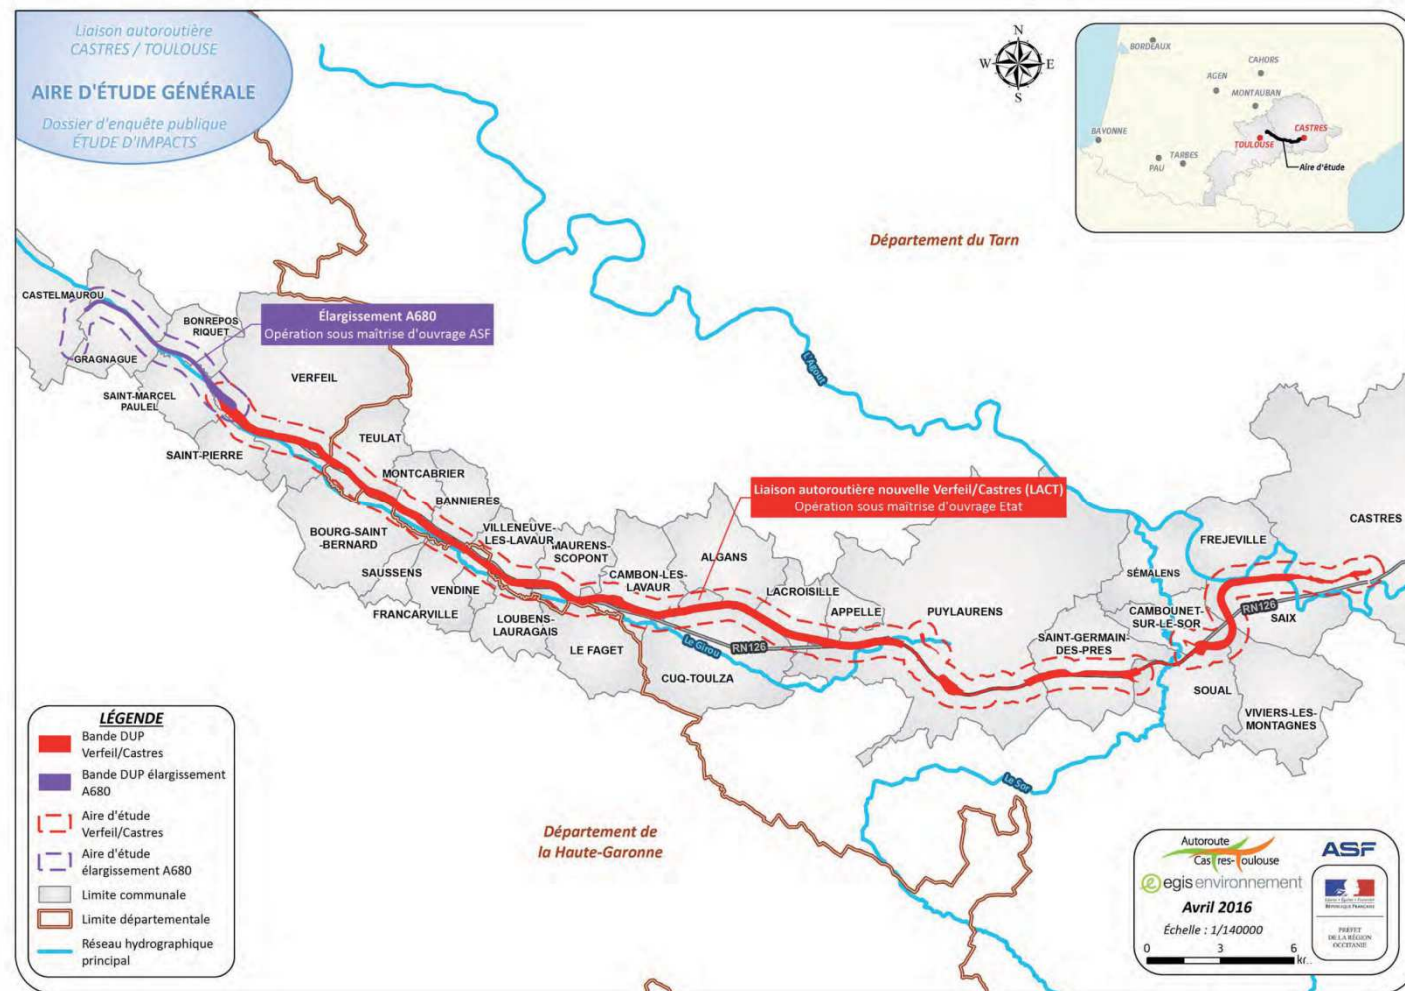 Liaison autoroutière
CASTRES / TOULOUSE
AIRE D'ÉTUDE GÉNÉRALE
Dossier d'enquête publique
ÉTUDE D'IMPACTS
N
W
E
S
BORDEAUX
CAHORS
AGEN
MONTAUBAN
BAYONNE
TOULOUSE
CASTRES
TARBES
PAU
Aire d'étude
Département du Tarn
CASTELMAUROU
BONREPOS
RIQUET
Élargissement A680
Opération sous maîtrise d'ouvrage ASF
GRAGNAGUE
VERFEIL
SAINT-MARCEL
PAULEL
L'Agout
SAINT-PIERRE
TEULAT
MONTCABRIER
BANNIERES
Liaison autoroutière nouvelle Verfeil/Castres (LACT)
Opération sous maîtrise d'ouvrage Etat
BOURG-SAINT
-BERNARD
VILLENEUVE-
LES-LAVAUR
MAURENS-
SCOPONT
ALGANS
CASTRES
FREJEVILLE
SAUSSENS
VENDINE
CAMBON-LES-
LAVAUR
LACROISILLE
SÉMALENS
FRANCARVILLE
LOUBENS-
LAURAGAIS
APPELLE
PUYLAURENS
CAMBOUNET-
SUR-LE-SOR
RN126
SAIX
LE FAGET
Le Girou
RN126
SAINT-GERMAIN
DES-PRES
CUQ-TOULZA
SOUAL
VIVIERS-LES-
MONTAGNES
Le Sor
Département de
la Haute-Garonne
LÉGENDE
Bande DUP
Verfeil/Castres
Bande DUP élargissement
A680
Aire d'étude
Verfeil/Castres
Aire d'étude
élargissement A680
Limite communale
Limite départementale
Réseau hydrographique
principal
Autoroute
Castres-Toulouse
egis environnement
Avril 2016
Échelle : 1/140000
0 3 6
k...
ASF
RÉPUBLIQUE FRANÇAISE
PRÉFET
DE LA RÉGION
OCCITANIE